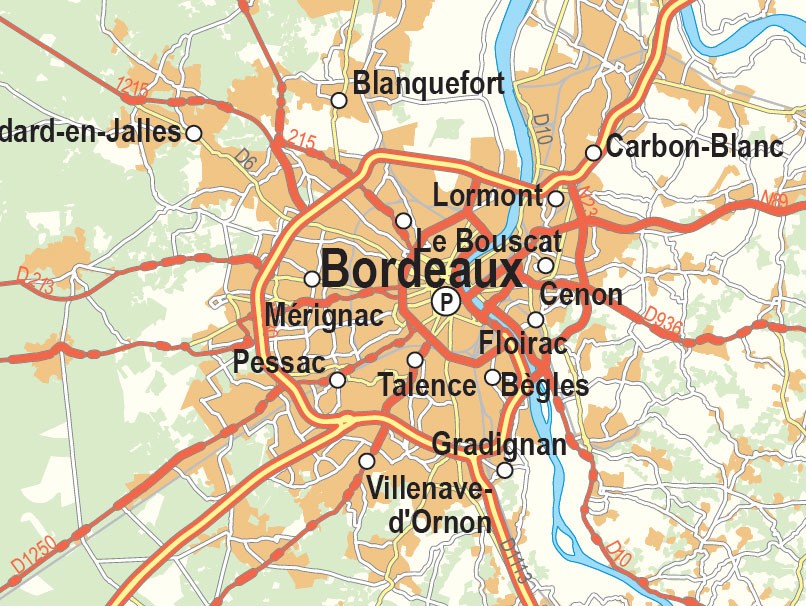 Blanquefort
1215
dard-en-Jalles
215
D10
D6
Carbon-Blanc
Lormont
N89
Le Bouscat
Bordeaux
D213
Cenon
P
Mérignac
D936
Floirac
Pessac
Talence
Bègles
Gradignan
Villenave-
d'Ornon
D1250
D1113
D10